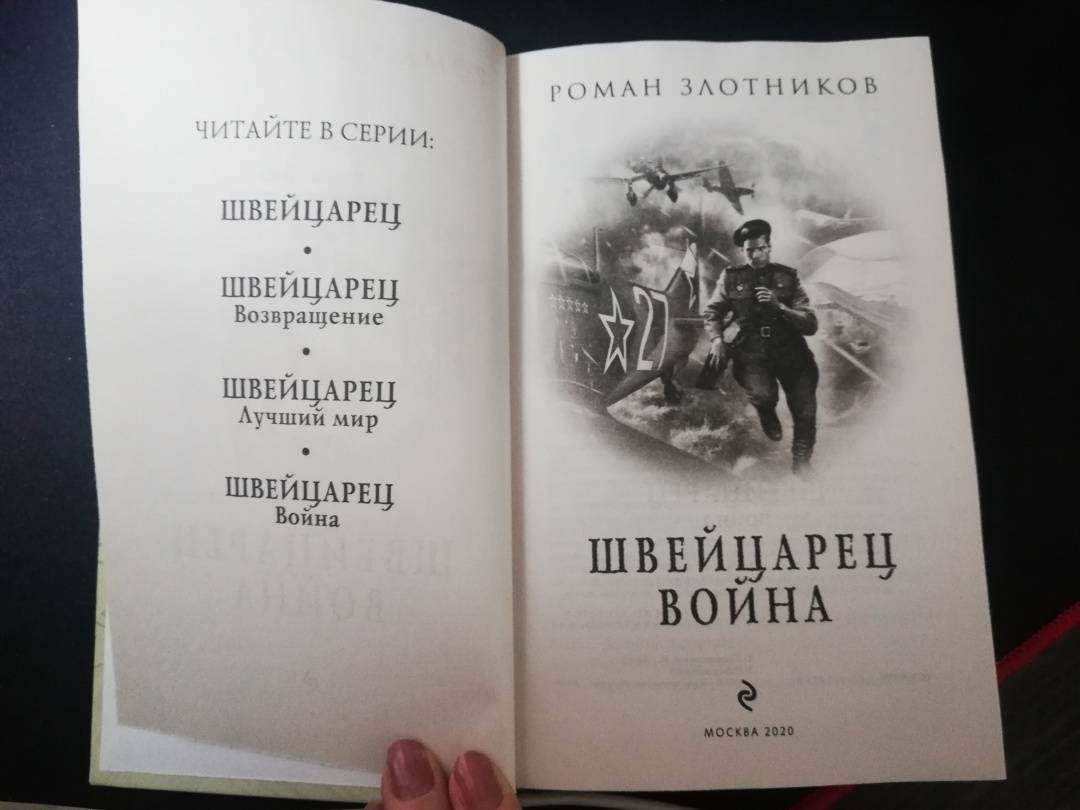 ЧИТАЙТЕ В СЕРИИ:
ШВЕЙЦАРЕЦ
•
ШВЕЙЦАРЕЦ
Возвращение
•
ШВЕЙЦАРЕЦ
Лучший мир
•
ШВЕЙЦАРЕЦ
Война
РОМАН ЗЛОТНИКОВ
27
ШВЕЙЦАРЕЦ
ВОЙНА
МОСКВА 2020